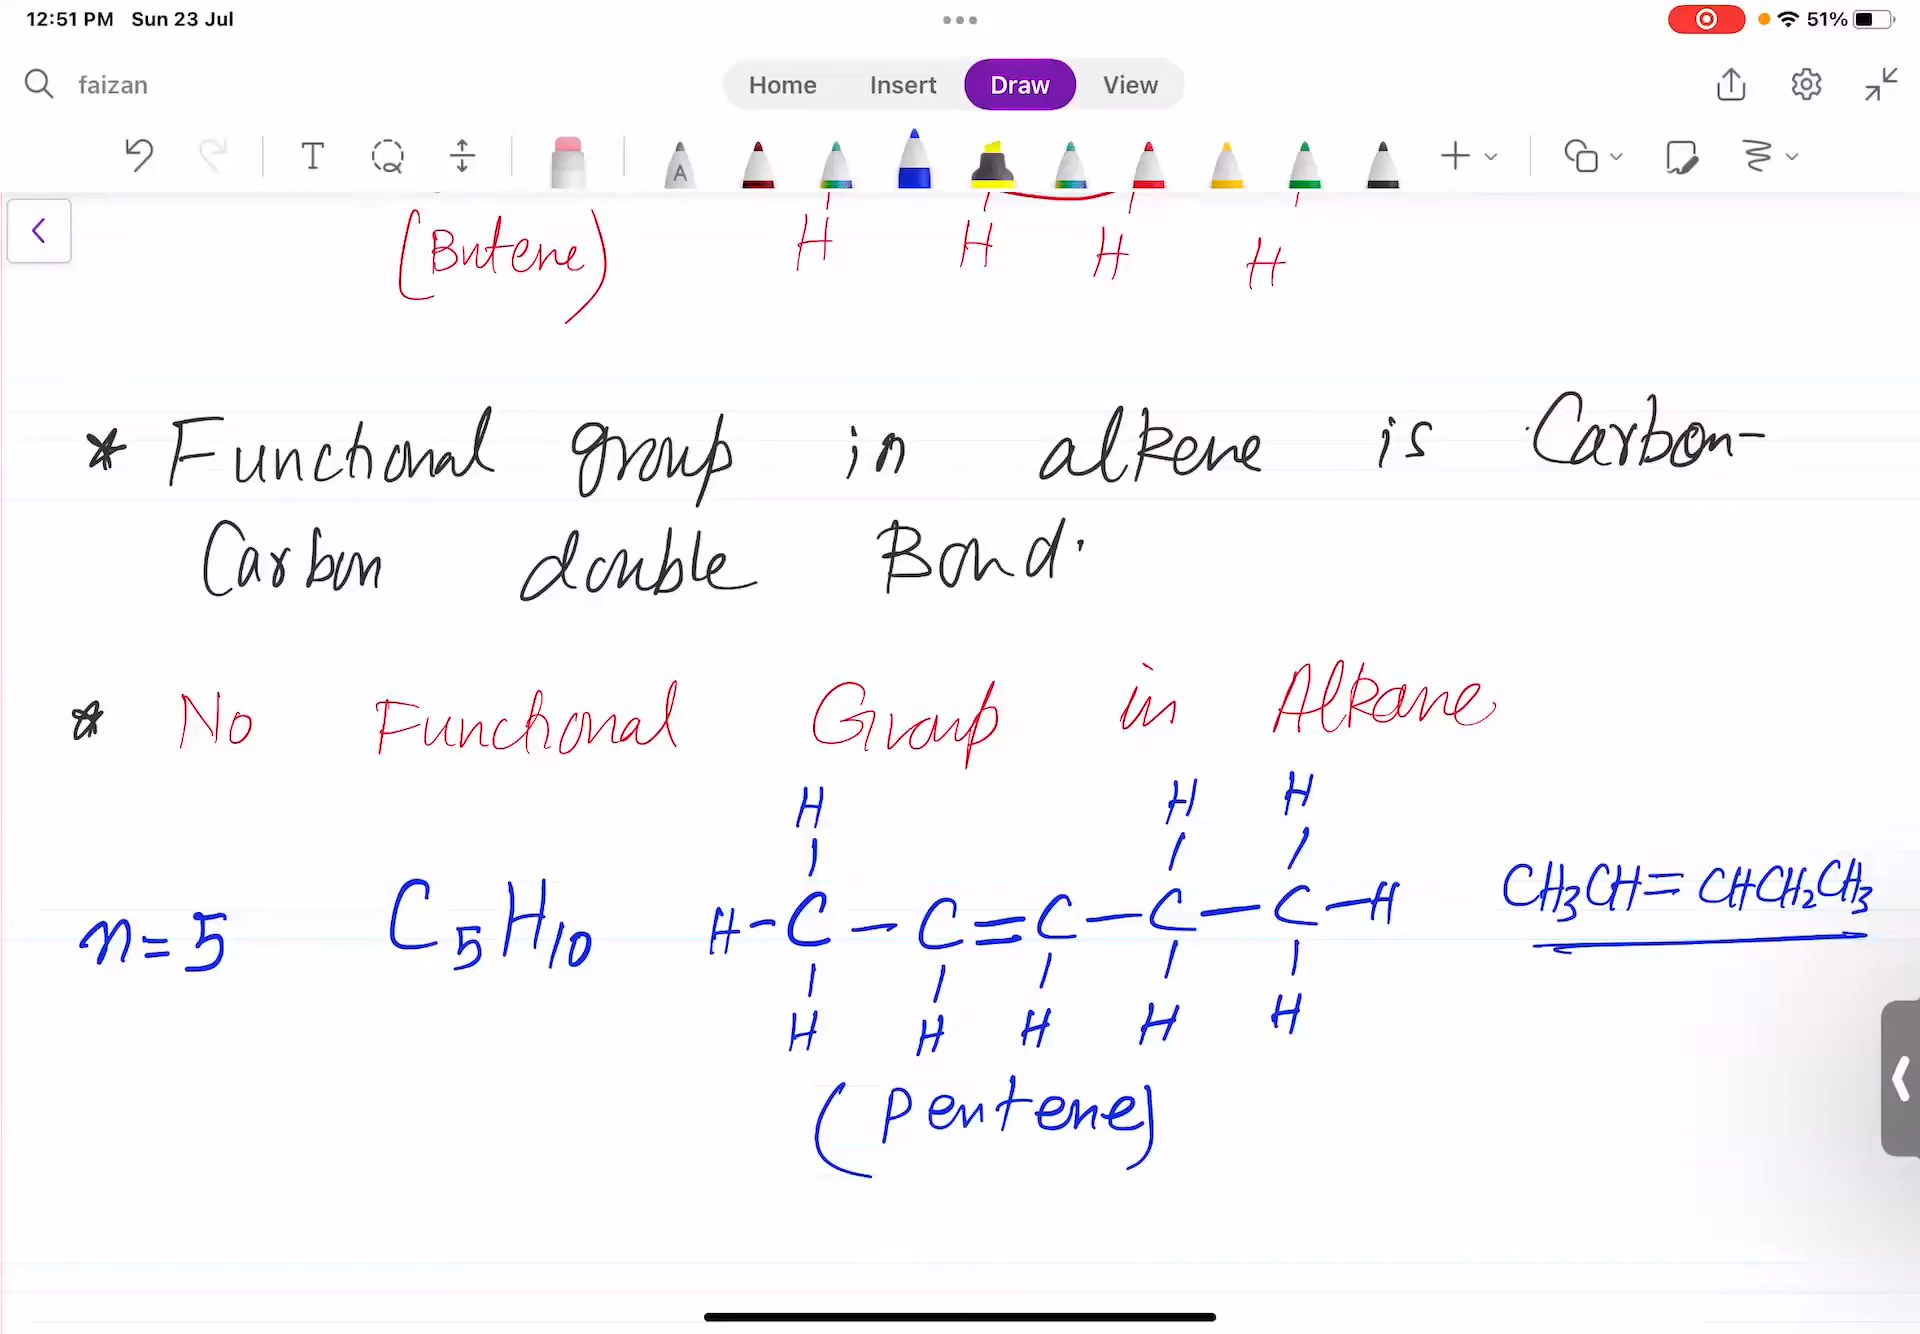 12:51 PM Sun 23 Jul
51%
faizan
Home Insert Draw View
T
A
H H H H
(Butene)
* Functional group in alkene is Carbon-
Carbon double Bond.
* No Functional Group in Alkane
H H H
n=5 C5H10 H-C-C=C-C-C-H CH3CH=CHCH2CH3
H H H H H
(Pentene)